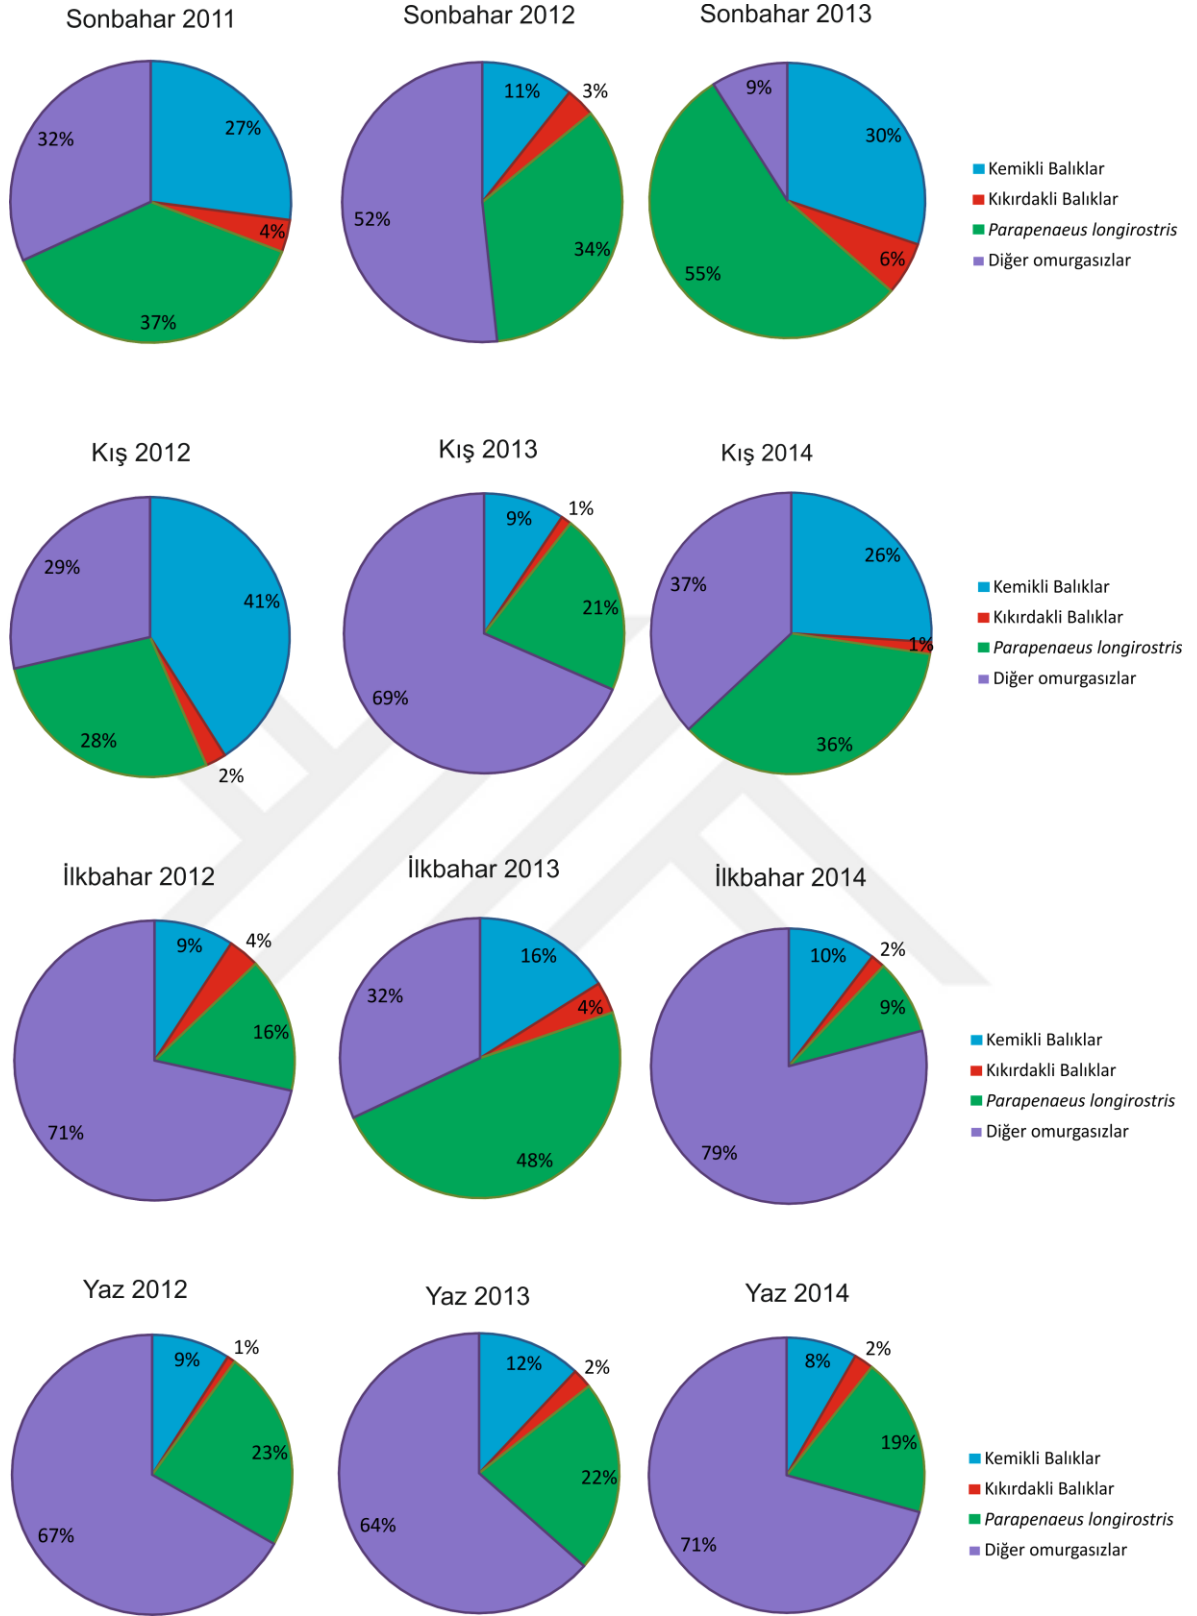 Sonbahar 2011
Sonbahar 2012
Sonbahar 2013
27%
4%
37%
32%
11%
3%
34%
52%
30%
6%
55%
9%
Kemikli Balıklar
Kıkırdakli Balıklar
Parapenaeus longirostris
Diğer omurgasızlar
Kış 2012
Kış 2013
Kış 2014
41%
2%
28%
29%
9%
1%
21%
69%
26%
1%
36%
37%
Kemikli Balıklar
Kıkırdakli Balıklar
Parapenaeus longirostris
Diğer omurgasızlar
İlkbahar 2012
İlkbahar 2013
İlkbahar 2014
9%
4%
16%
71%
16%
4%
48%
32%
10%
2%
9%
79%
Kemikli Balıklar
Kıkırdakli Balıklar
Parapenaeus longirostris
Diğer omurgasızlar
Yaz 2012
Yaz 2013
Yaz 2014
9%
1%
23%
67%
12%
2%
22%
64%
8%
2%
19%
71%
Kemikli Balıklar
Kıkırdakli Balıklar
Parapenaeus longirostris
Diğer omurgasızlar